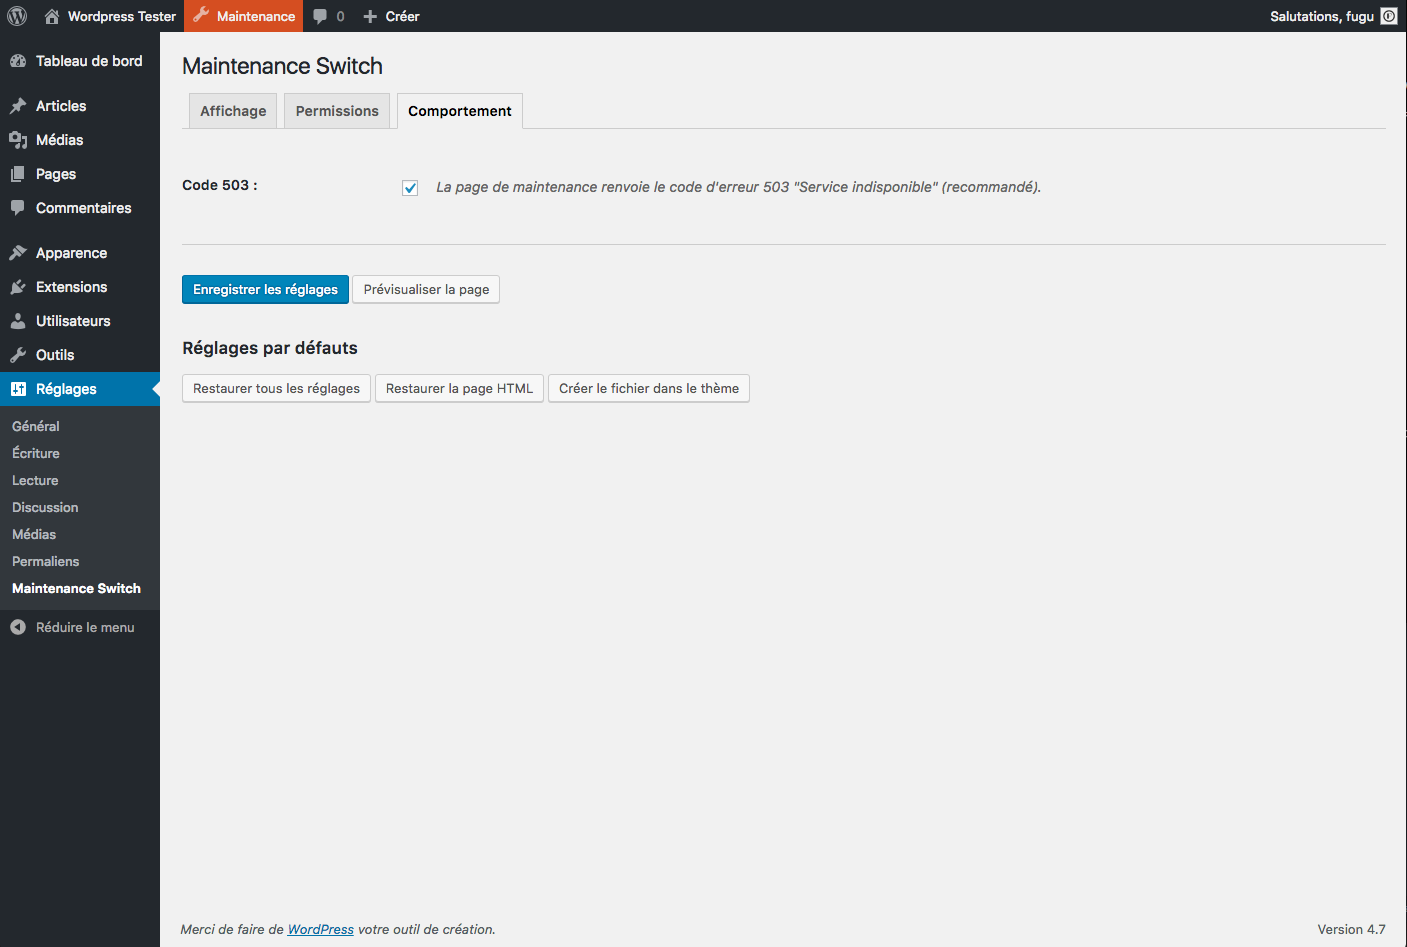 Wordpress Tester Maintenance 0 Créer Salutations, fugu
Tableau de bord
Articles
Médias
Pages
Commentaires
Apparence
Extensions
Utilisateurs
Outils
Réglages
Général
Écriture
Lecture
Discussion
Médias
Permaliens
Maintenance Switch
Réduire le menu
Maintenance Switch
Affichage Permissions Comportement
Code 503 : La page de maintenance renvoie le code d'erreur 503 "Service indisponible" (recommandé).
Enregistrer les réglages Prévisualiser la page
Réglages par défauts
Restaurer tous les réglages Restaurer la page HTML Créer le fichier dans le thème
Merci de faire de WordPress votre outil de création. Version 4.7